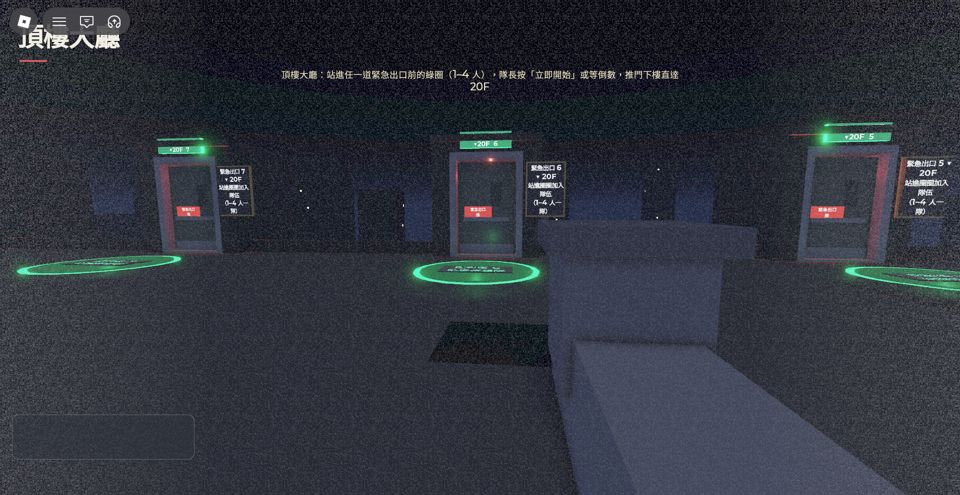 頂樓大廳
頂樓大廳：站進任一道緊急出口前的綠圈（1–4 人），隊長按「立即開始」或等倒數，推門下樓直達
20F
▼20F 7
緊急出口 7
▼ 20F
站進圈圈加入
隊伍
（1–4 人一
隊）
▼20F 6
緊急出口 6
▼ 20F
站進圈圈加入
隊伍
（1–4 人一
隊）
▼20F 5
緊急出口 5 ▼
20F
站進圈圈加入
隊伍
（1–4 人一
隊）